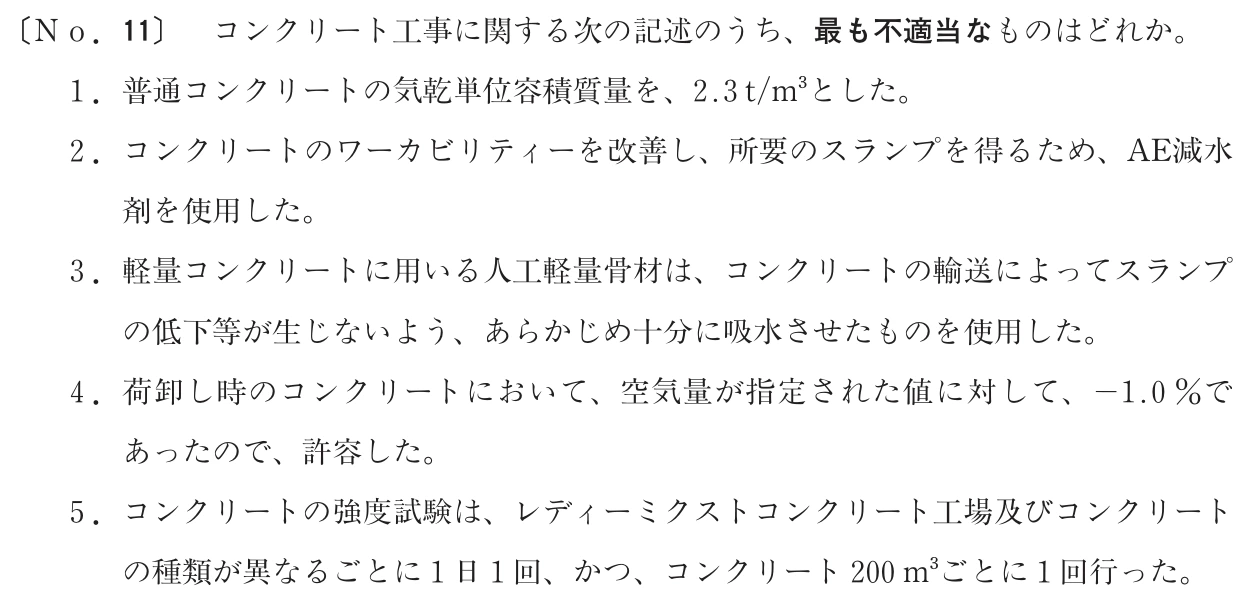 〔Ｎｏ．11〕 コンクリート工事に関する次の記述のうち、最も不適当なものはどれか。
１．普通コンクリートの気乾単位容積質量を、2.3 t/m³とした。
２．コンクリートのワーカビリティーを改善し、所要のスランプを得るため、AE減水
剤を使用した。
３．軽量コンクリートに用いる人工軽量骨材は、コンクリートの輸送によってスランプ
の低下等が生じないよう、あらかじめ十分に吸水させたものを使用した。
４．荷卸し時のコンクリートにおいて、空気量が指定された値に対して、－1.0 ％で
あったので、許容した。
５．コンクリートの強度試験は、レディーミクストコンクリート工場及びコンクリート
の種類が異なるごとに１日１回、かつ、コンクリート 200 m³ごとに１回行った。